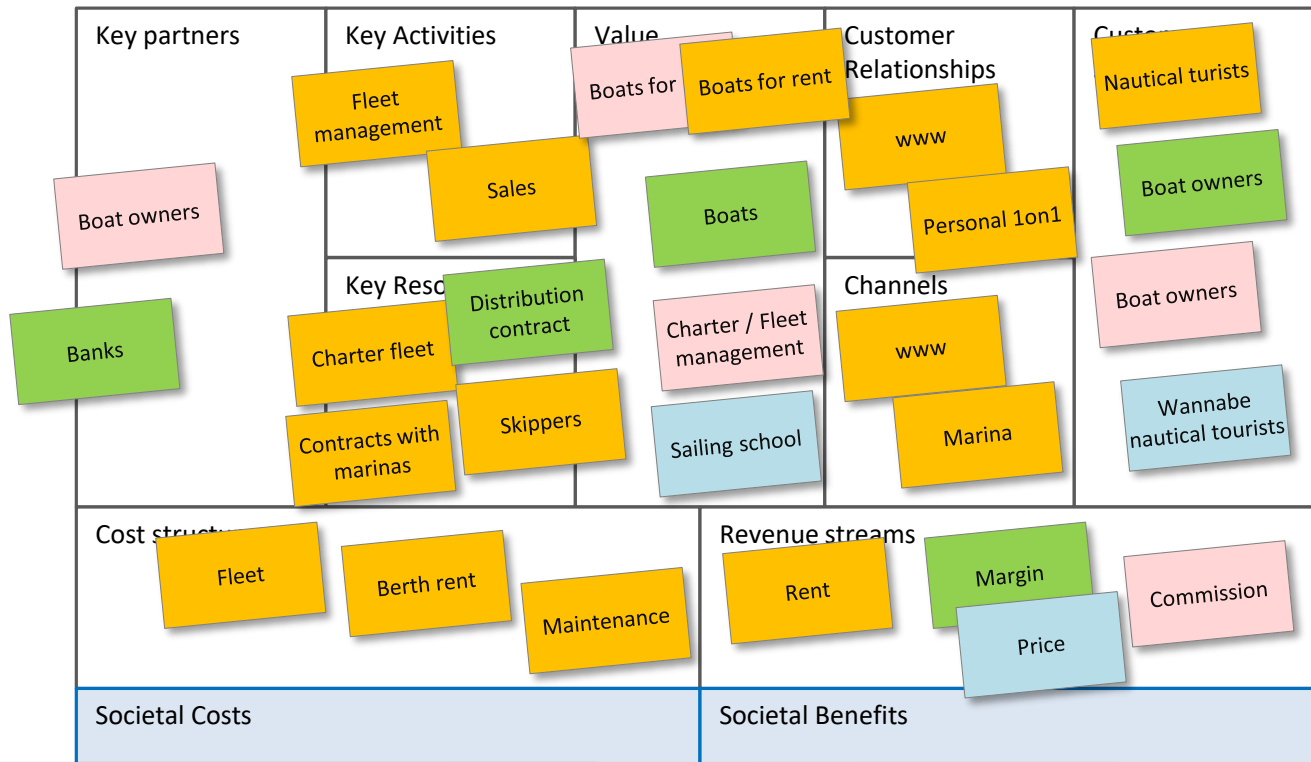 Key partners
Boat owners
Banks
Key Activities
Fleet
management
Sales
Key Reso
Distribution
contract
Charter fleet
Skippers
Contracts with
marinas
Value
Boats for
Boats for rent
Boats
Charter / Fleet
management
Sailing school
Customer
Relationships
www
Personal 1on1
Channels
www
Marina
Nautical turists
Boat owners
Boat owners
Wannabe
nautical tourists
Cost structu
Fleet
Berth rent
Maintenance
Revenue streams
Rent
Margin
Price
Commission
Societal Costs
Societal Benefits